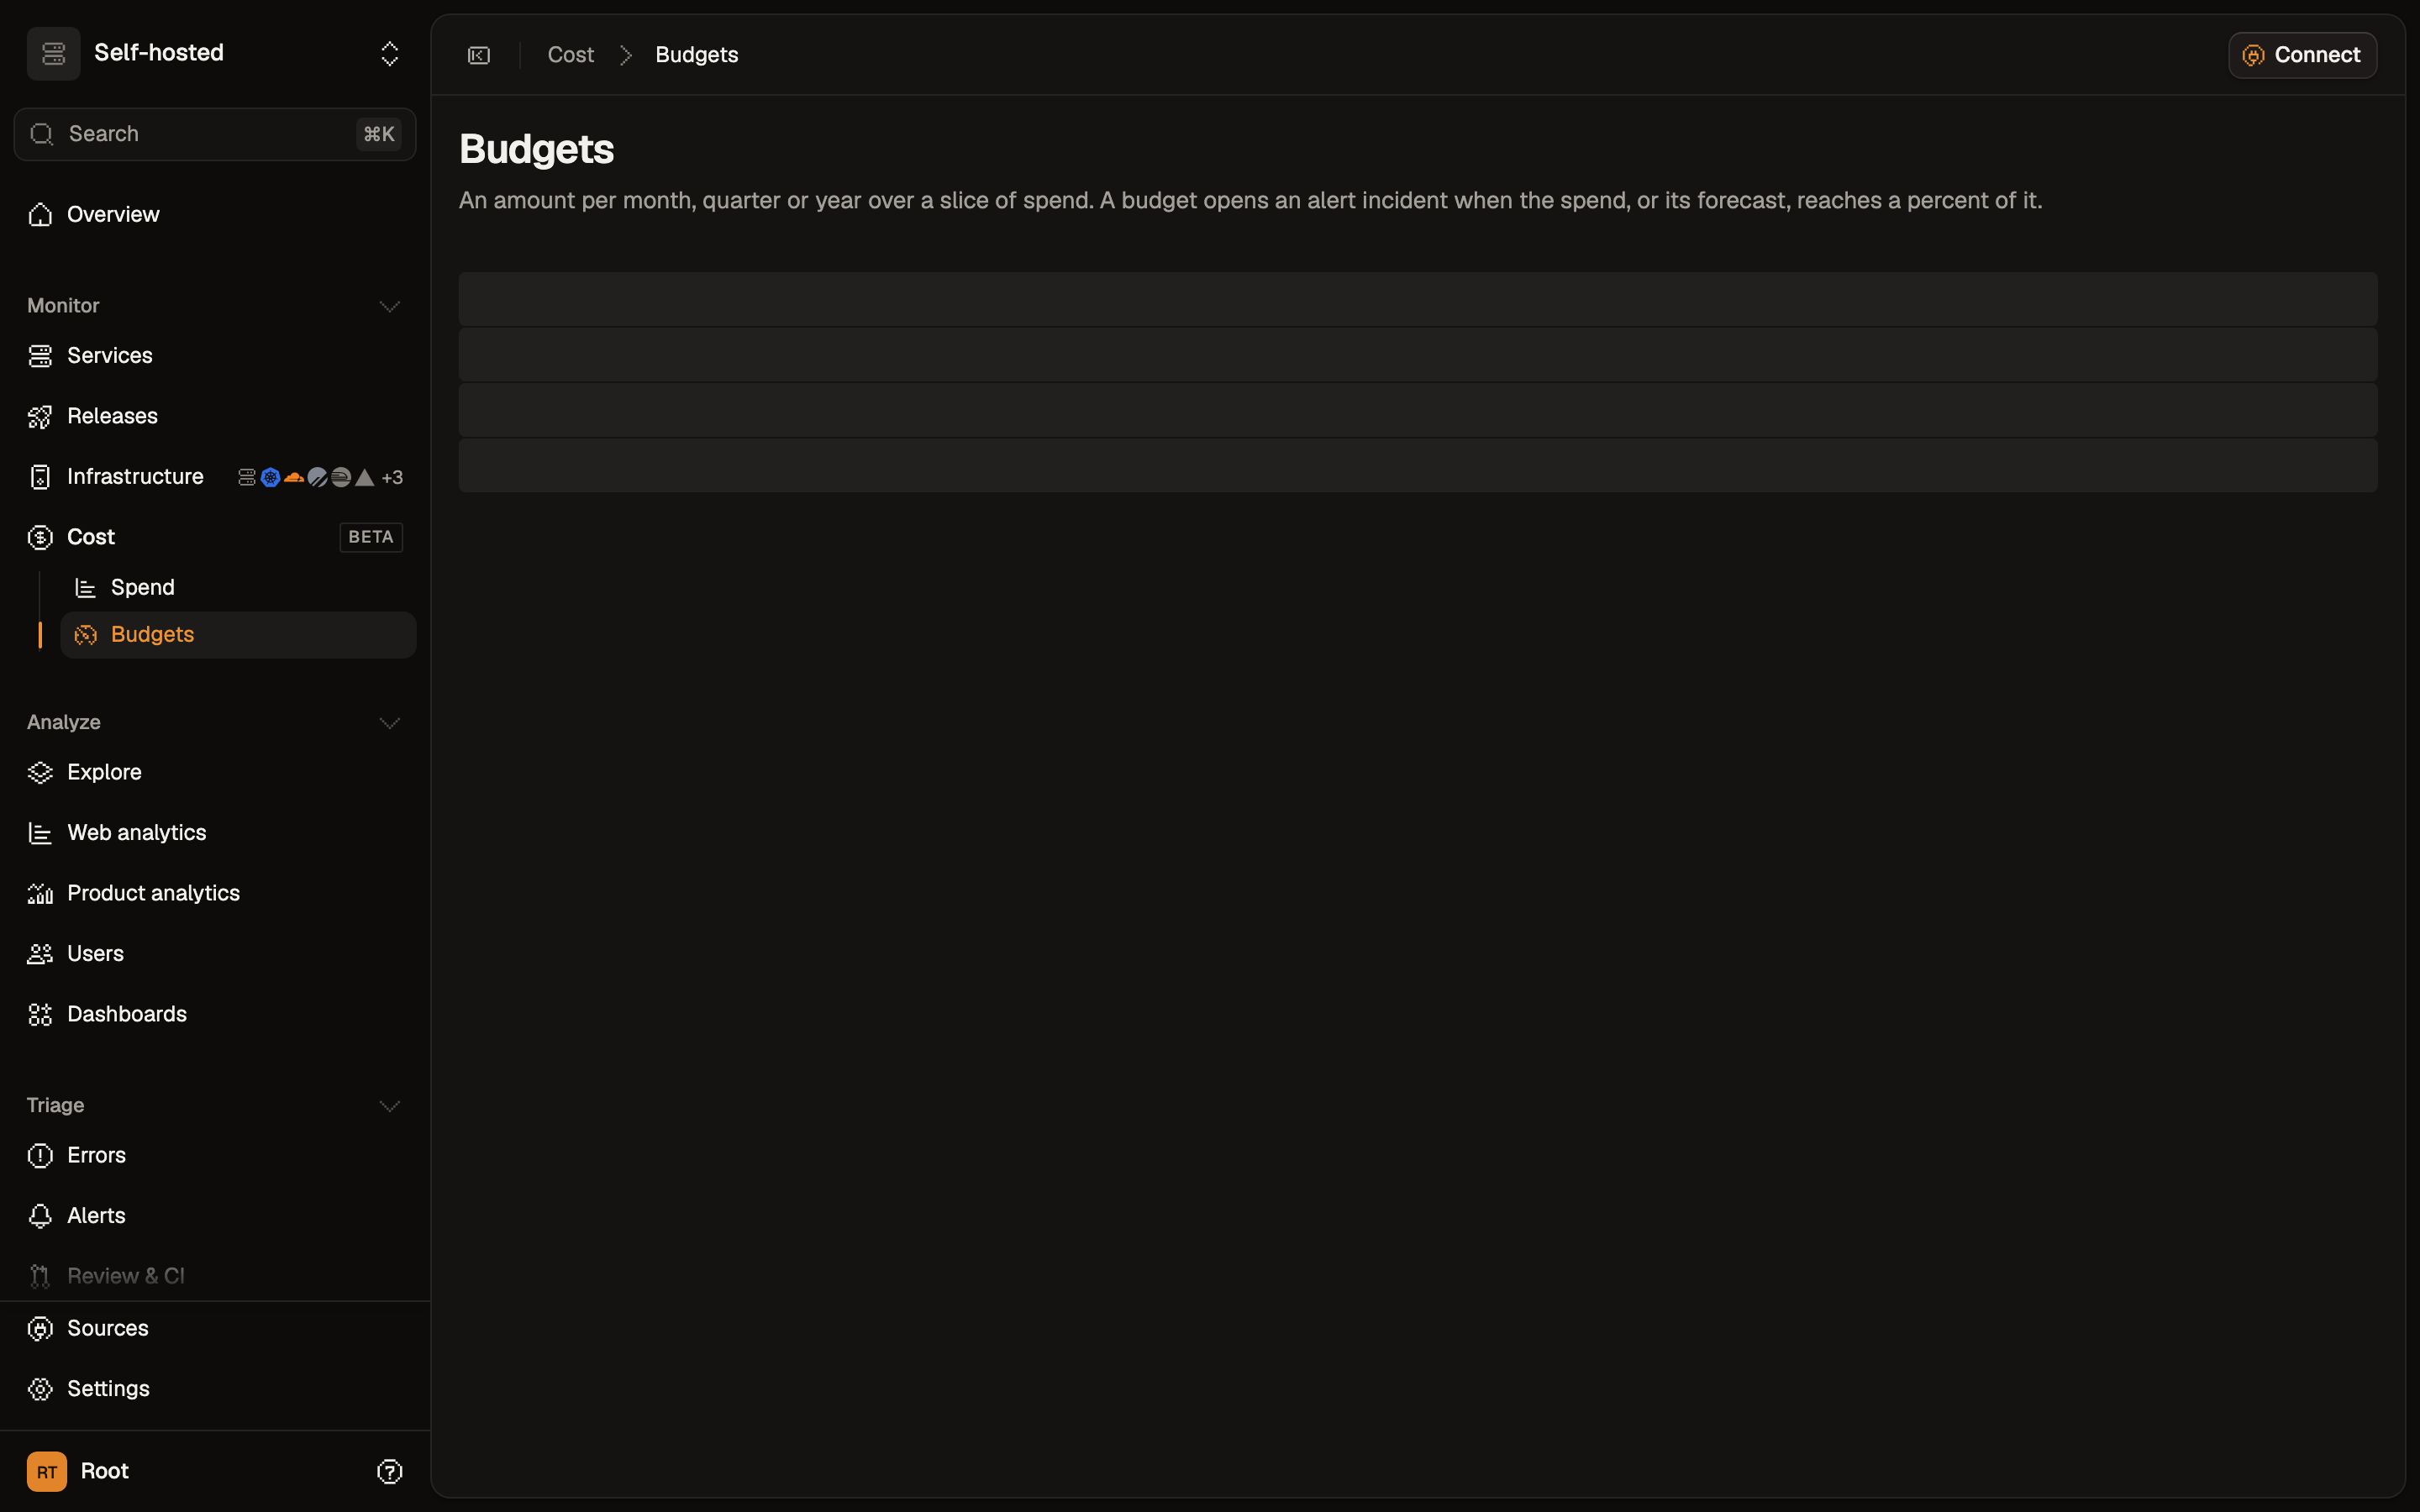 Self-hosted
Search ⌘K
Overview
Monitor
Services
Releases
Infrastructure +3
Cost BETA
Spend
Budgets
Analyze
Explore
Web analytics
Product analytics
Users
Dashboards
Triage
Errors
Alerts
Review & CI
Sources
Settings
RT Root
Cost Budgets
Connect
Budgets
An amount per month, quarter or year over a slice of spend. A budget opens an alert incident when the spend, or its forecast, reaches a percent of it.